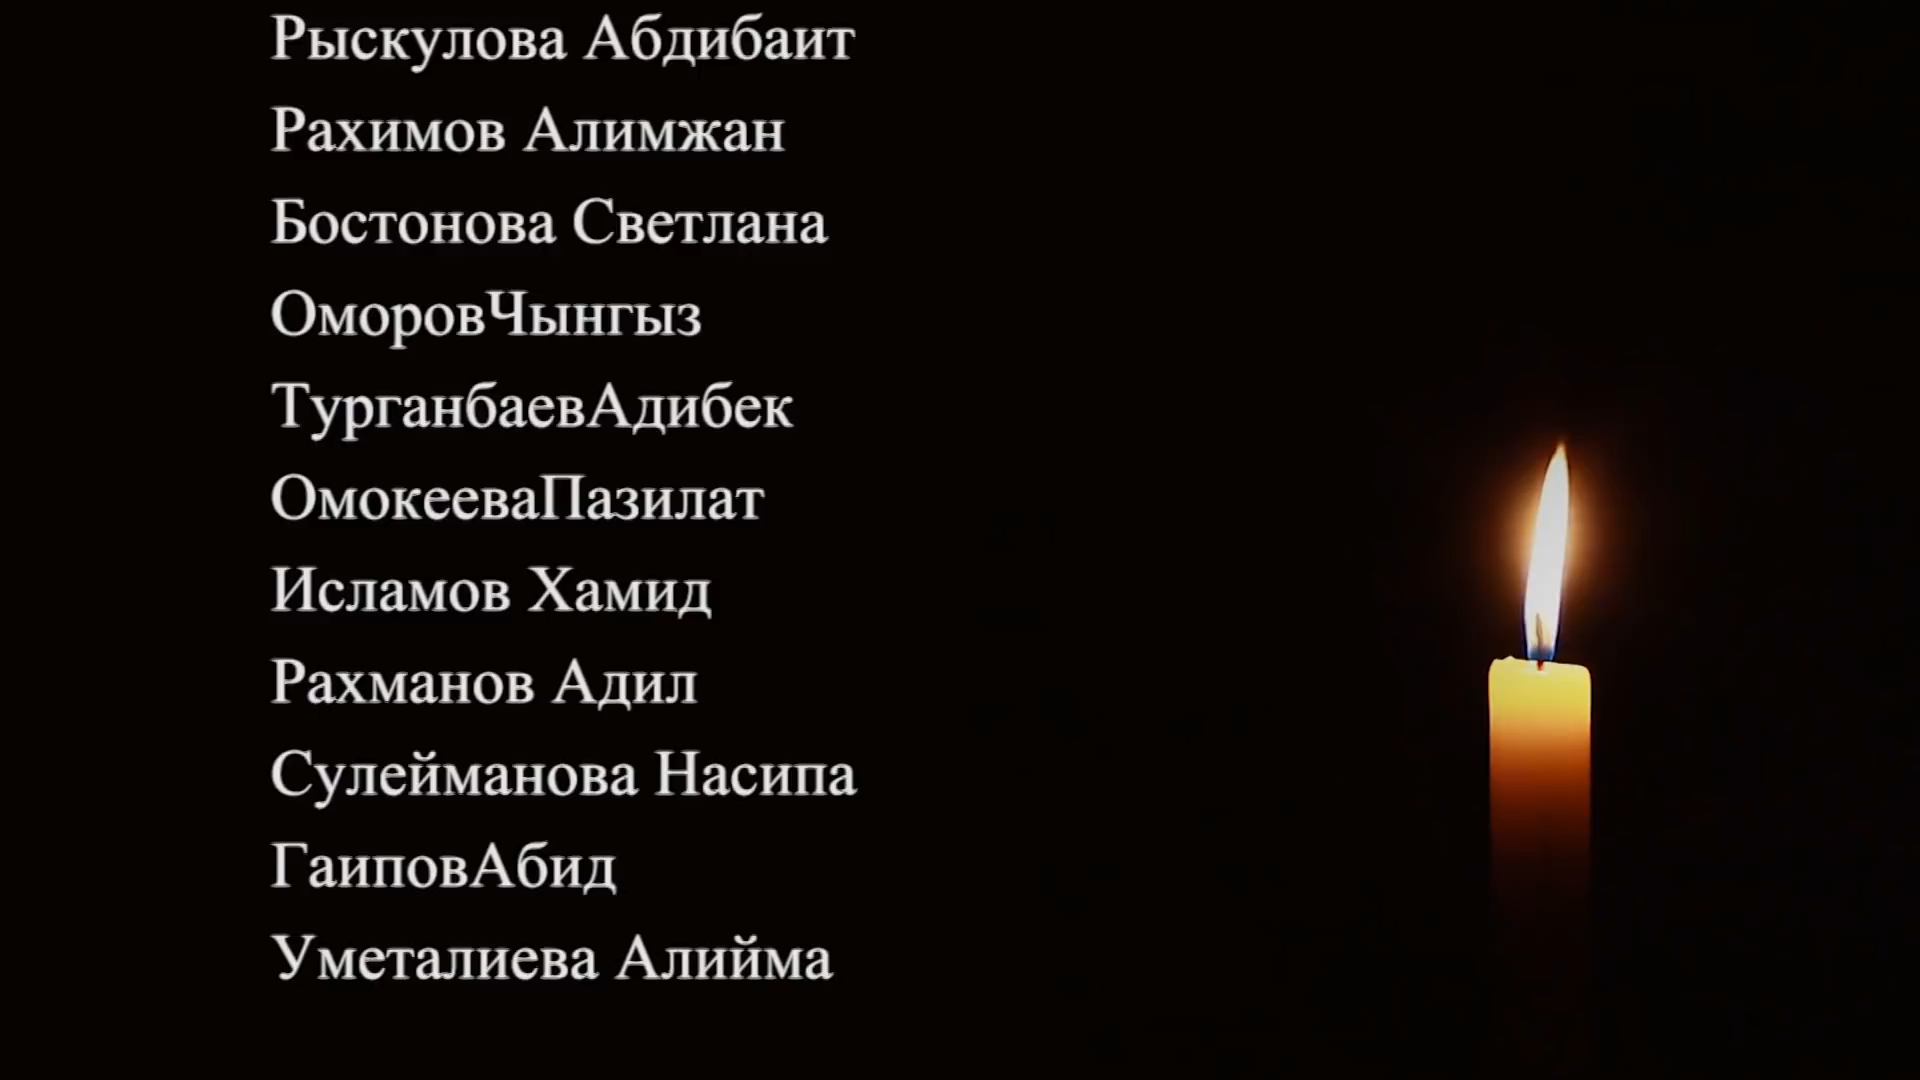 Рыскулова Абдибаит
Рахимов Алимжан
Бостонова Светлана
ОморовЧынгыз
ТурганбаевАдибек
ОмокееваПазилат
Исламов Хамид
Рахманов Адил
Сулейманова Насипа
ГаиповАбид
Уметалиева Алийма